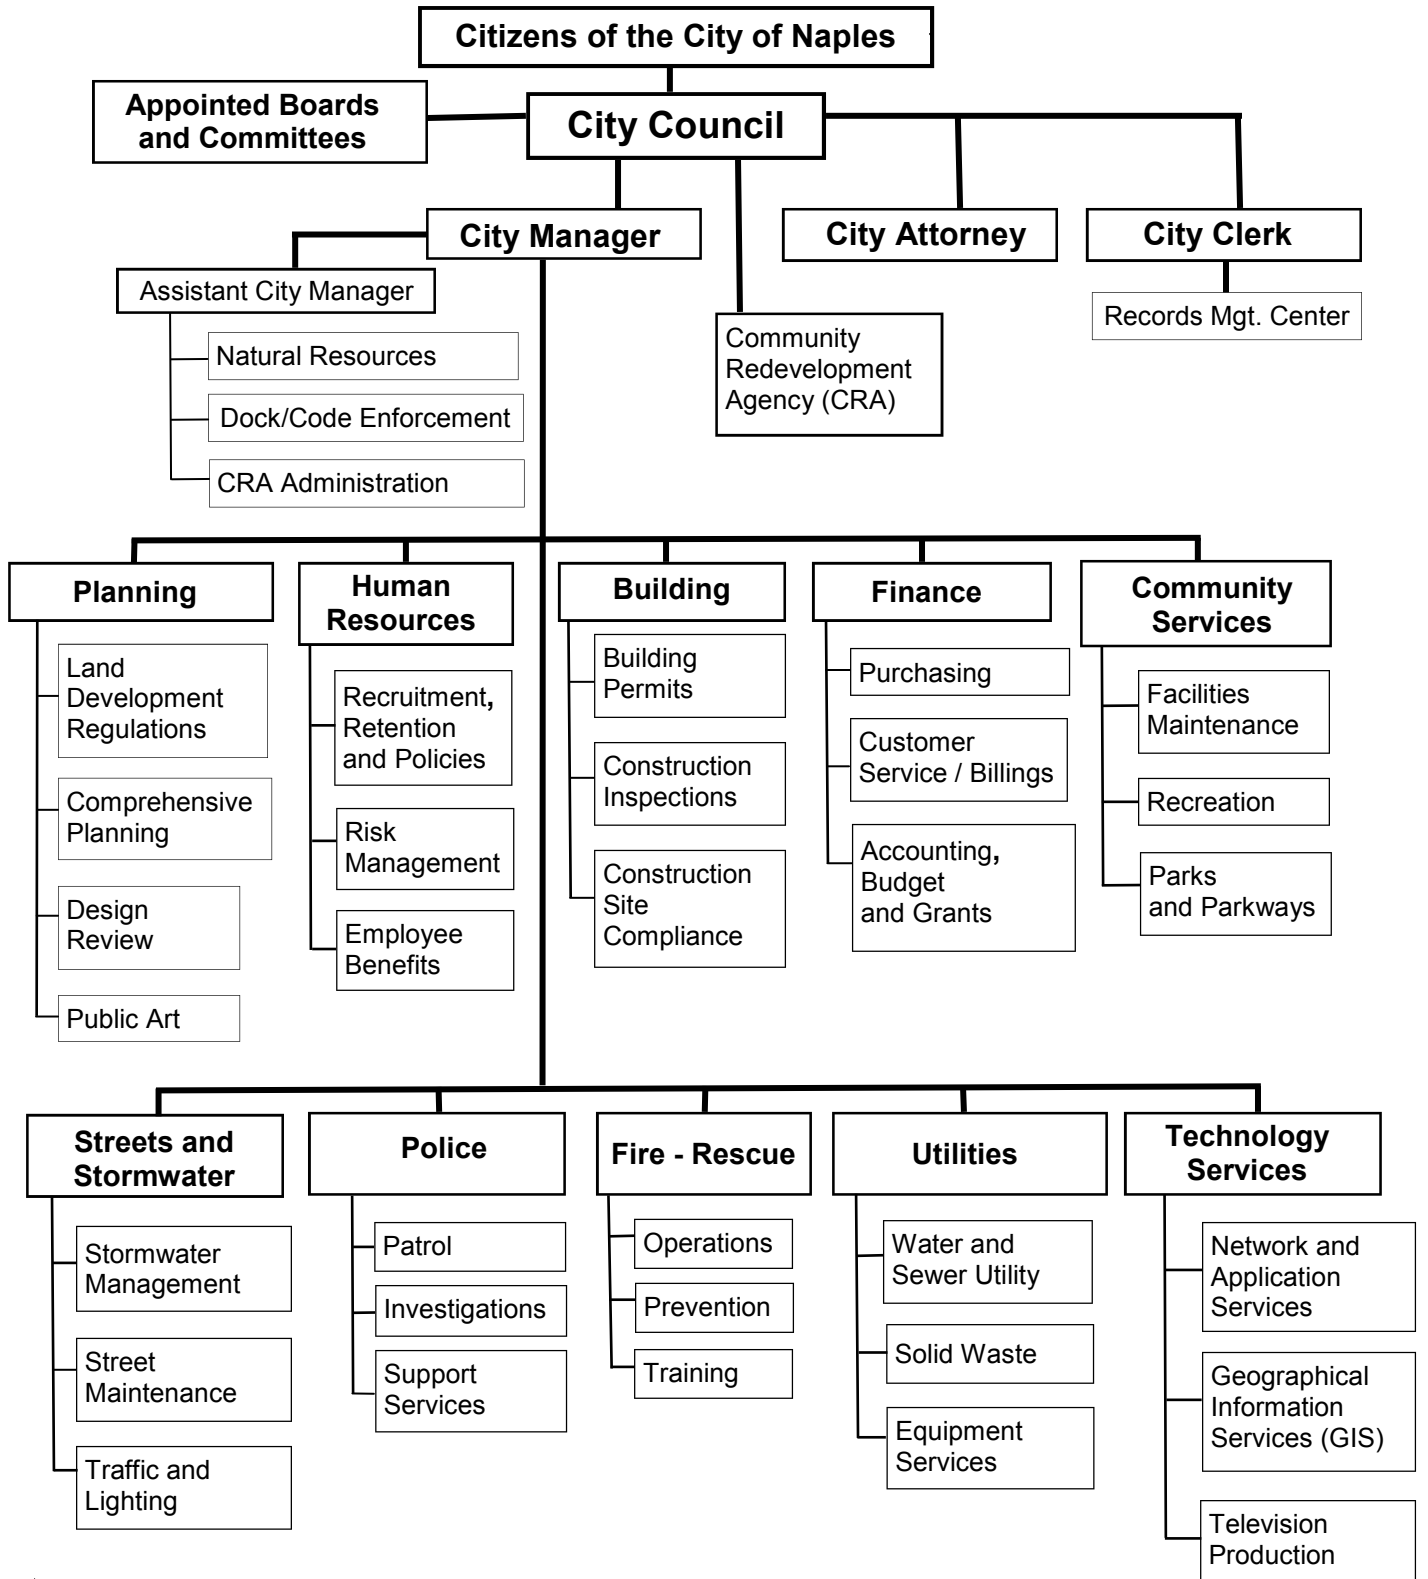 Citizens of the City of Naples
Appointed Boards
and Committees
City Council
City Manager
City Attorney
City Clerk
Assistant City Manager
Records Mgt. Center
Natural Resources
Dock/Code Enforcement
CRA Administration
Community
Redevelopment
Agency (CRA)
Planning
Land
Development
Regulations
Comprehensive
Planning
Design
Review
Public Art
Human
Resources
Recruitment,
Retention
and Policies
Risk
Management
Employee
Benefits
Building
Building
Permits
Construction
Inspections
Construction
Site
Compliance
Finance
Purchasing
Customer
Service / Billings
Accounting,
Budget
and Grants
Community
Services
Facilities
Maintenance
Recreation
Parks
and Parkways
Streets and
Stormwater
Stormwater
Management
Street
Maintenance
Traffic and
Lighting
Police
Patrol
Investigations
Support
Services
Fire - Rescue
Operations
Prevention
Training
Utilities
Water and
Sewer Utility
Solid Waste
Equipment
Services
Technology
Services
Network and
Application
Services
Geographical
Information
Services (GIS)
Television
Production